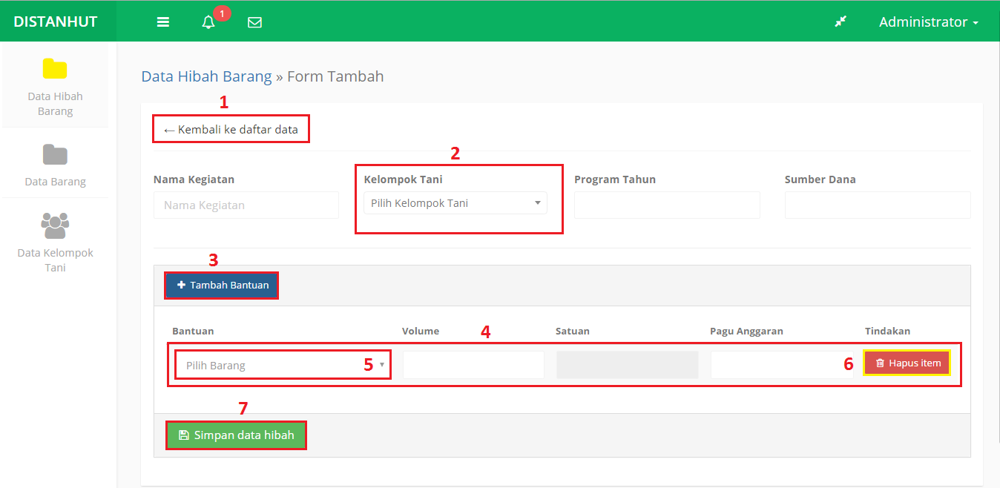 DISTANHUT
1
Administrator
Data Hibah
Barang
Data Barang
Data Kelompok
Tani
Data Hibah Barang » Form Tambah
1
← Kembali ke daftar data
2
Nama Kegiatan
Kelompok Tani
Program Tahun
Sumber Dana
Nama Kegiatan
Pilih Kelompok Tani
3
Tambah Bantuan
Bantuan
Volume
4
Satuan
Pagu Anggaran
Tindakan
Pilih Barang
5
6
Hapus item
7
Simpan data hibah